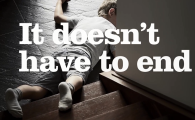 It doesn't
have to end